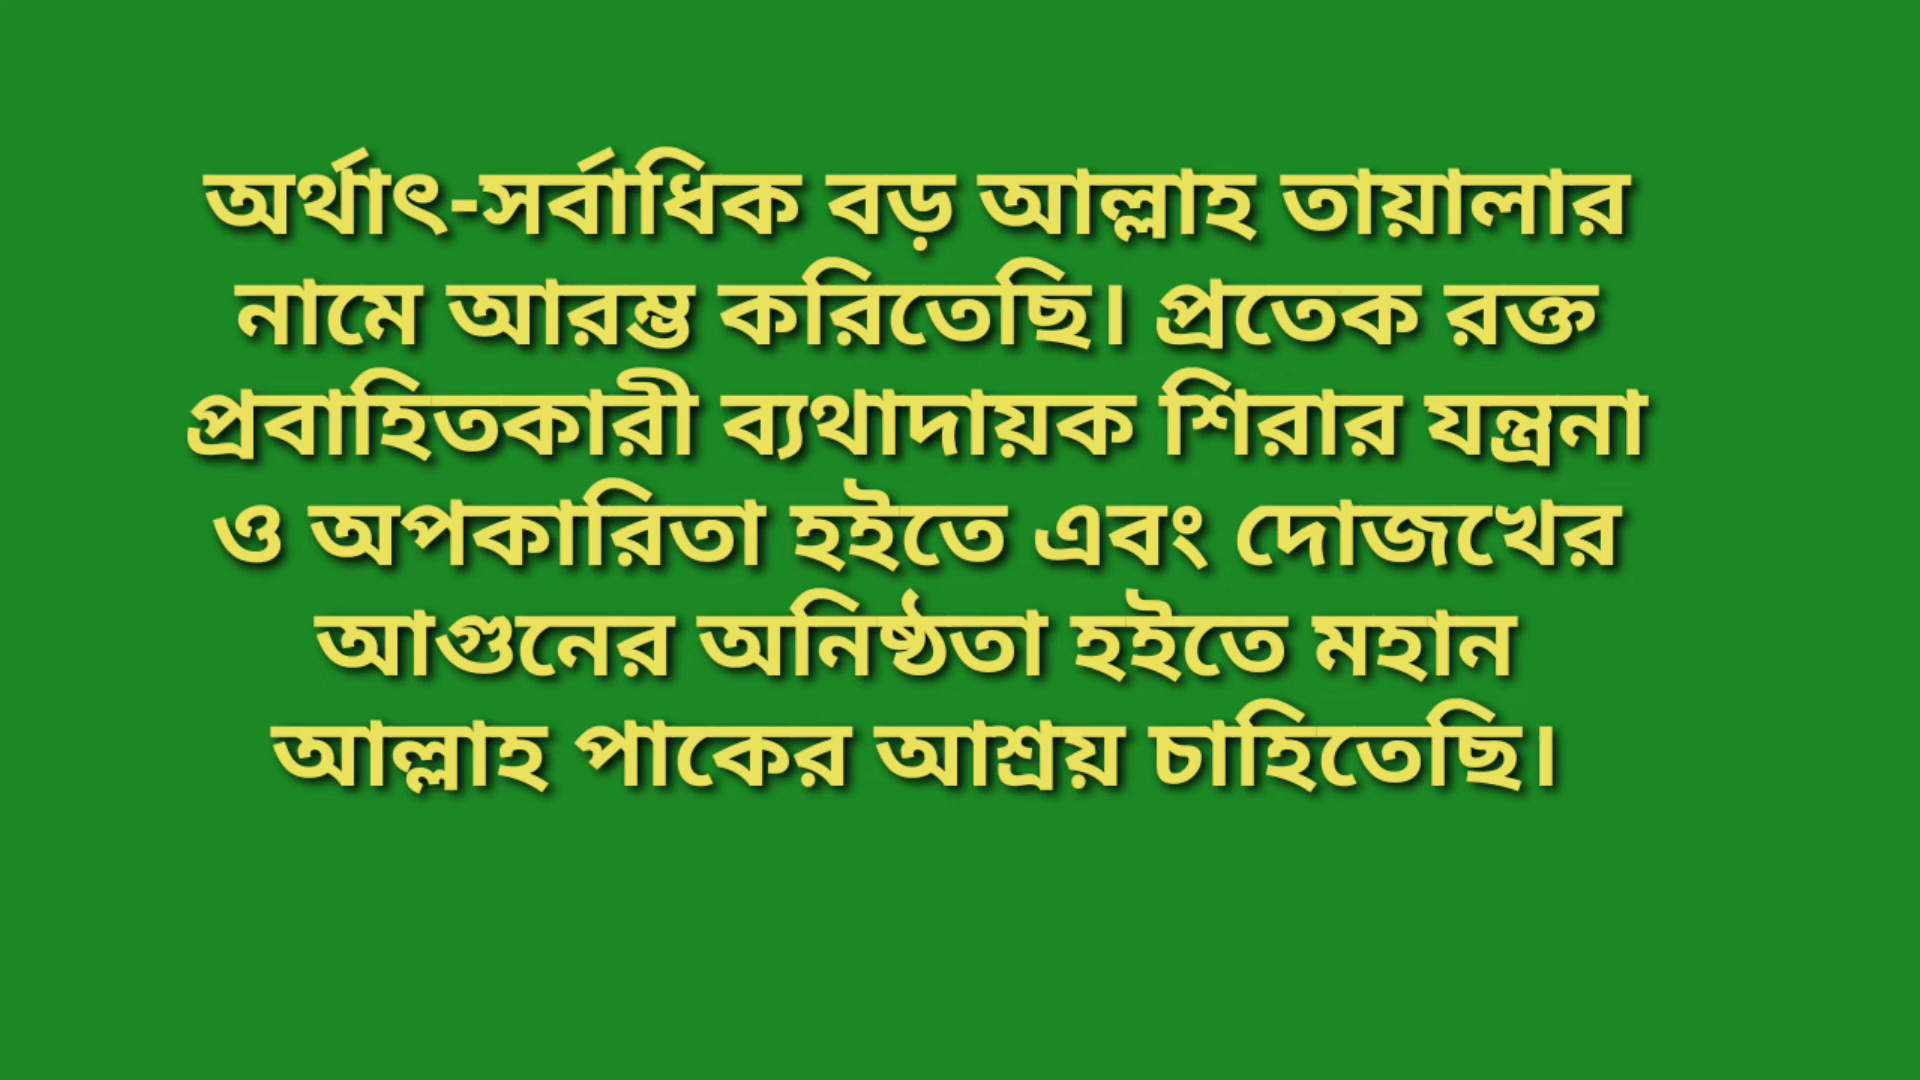 অর্থাৎ-সর্বাধিক বড় আল্লাহ তায়ালার
নামে আরম্ভ করিতেছি। প্রতেক রক্ত
প্রবাহিতকারী ব্যথাদায়ক শিরার যন্ত্রনা
ও অপকারিতা হইতে এবং দোজখের
আগুনের অনিষ্ঠতা হইতে মহান
আল্লাহ পাকের আশ্রয় চাহিতেছি।